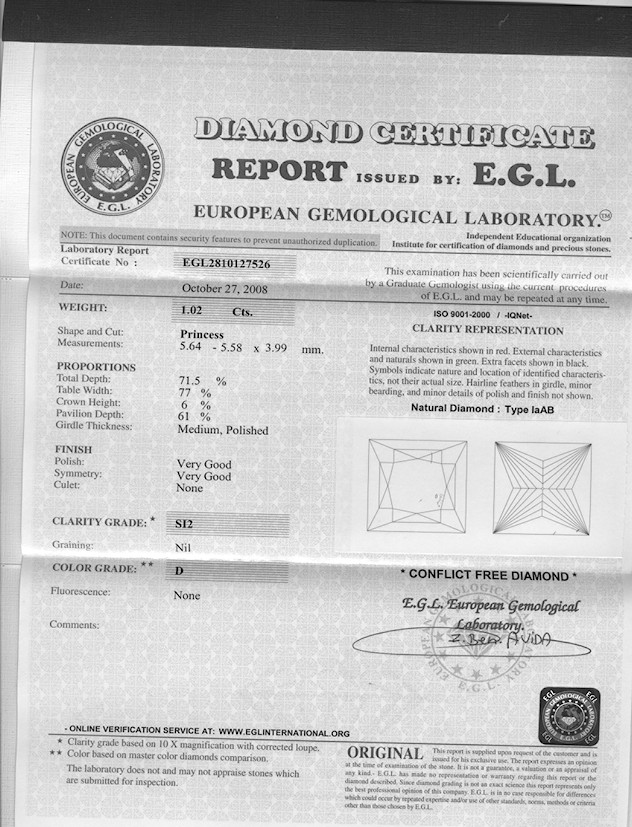 EUROPEAN GEMOLOGICAL LABORATORY
E.G.L.
DIAMOND CERTIFICATE
REPORT ISSUED BY: E.G.L.
EUROPEAN GEMOLOGICAL LABORATORY.™
NOTE: This document contains security features to prevent unauthorized duplication.
Independent Educational organization
Institute for certification of diamonds and precious stones.
Laboratory Report
Certificate No : EGL2810127526
Date: October 27, 2008
WEIGHT: 1.02 Cts.
Shape and Cut: Princess
Measurements: 5.64 - 5.58 x 3.99 mm.
PROPORTIONS
Total Depth: 71.5 %
Table Width: 77 %
Crown Height: 6 %
Pavilion Depth: 61 %
Girdle Thickness: Medium, Polished
FINISH
Polish: Very Good
Symmetry: Very Good
Culet: None
CLARITY GRADE: * SI2
Graining: Nil
COLOR GRADE: ** D
Fluorescence: None
Comments:
This examination has been scientifically carried out
by a Graduate Gemologist using the current procedures
of E.G.L. and may be repeated at any time.
ISO 9001-2000 / -IQNet-
CLARITY REPRESENTATION
Internal characteristics shown in red. External characteristics
and naturals shown in green. Extra facets shown in black.
Symbols indicate nature and location of identified characteris-
tics, not their actual size. Hairline feathers in girdle, minor
bearding, and minor details of polish and finish not shown.
Natural Diamond : Type IaAB
* CONFLICT FREE DIAMOND *
E.G.L. European Gemological
Laboratory.
Z. Ben. AVIDA
EUROPEAN GEMOLOGICAL LABORATORY
E.G.L.
EGL EGL
EUROPEAN GEMOLOGICAL LABORATORY
EGL EGL
- ONLINE VERIFICATION SERVICE AT: WWW.EGLINTERNATIONAL.ORG
* Clarity grade based on 10 X magnification with corrected loupe.
** Color based on master color diamonds comparison.
The laboratory does not and may not appraise stones which
are submitted for inspection.
ORIGINAL This report is supplied upon request of the customer and is
issued for his exclusive use. The report expresses an opinion
at the time of examination of the stone. It is not a guarantee, a valuation or an appraisal of
any kind.- E.G.L. has made no representation or warranty regarding this report or the
diamond described. Since diamond grading is not an exact science this report represents only
the best professional opinion of this company. E.G.L. is in no case responsible for differences
which could occur by repeated expertise and/or use of other standards, norms, methods or criteria
other than those chosen by E.G.L.